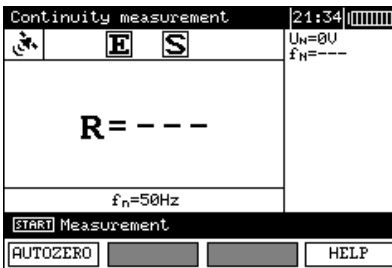 Continuity measurement 21:34
E S
UN=0V
fN=---
R=---
fn=50Hz
START Measurement
AUTOZERO HELP